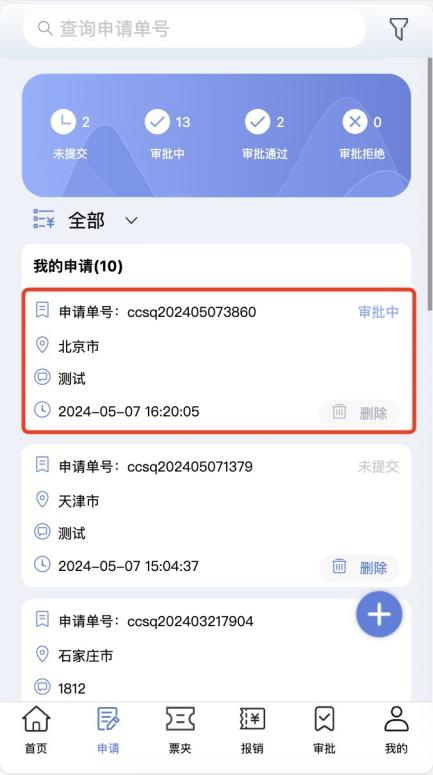 查询申请单号
2 13 2 0
未提交 审批中 审批通过 审批拒绝
全部
我的申请(10)
申请单号：ccsq202405073860 审批中
北京市
测试
2024-05-07 16:20:05 删除
申请单号：ccsq202405071379 未提交
天津市
测试
2024-05-07 15:04:37 删除
申请单号：ccsq202403217904
石家庄市
1812
首页 申请 票夹 报销 审批 我的